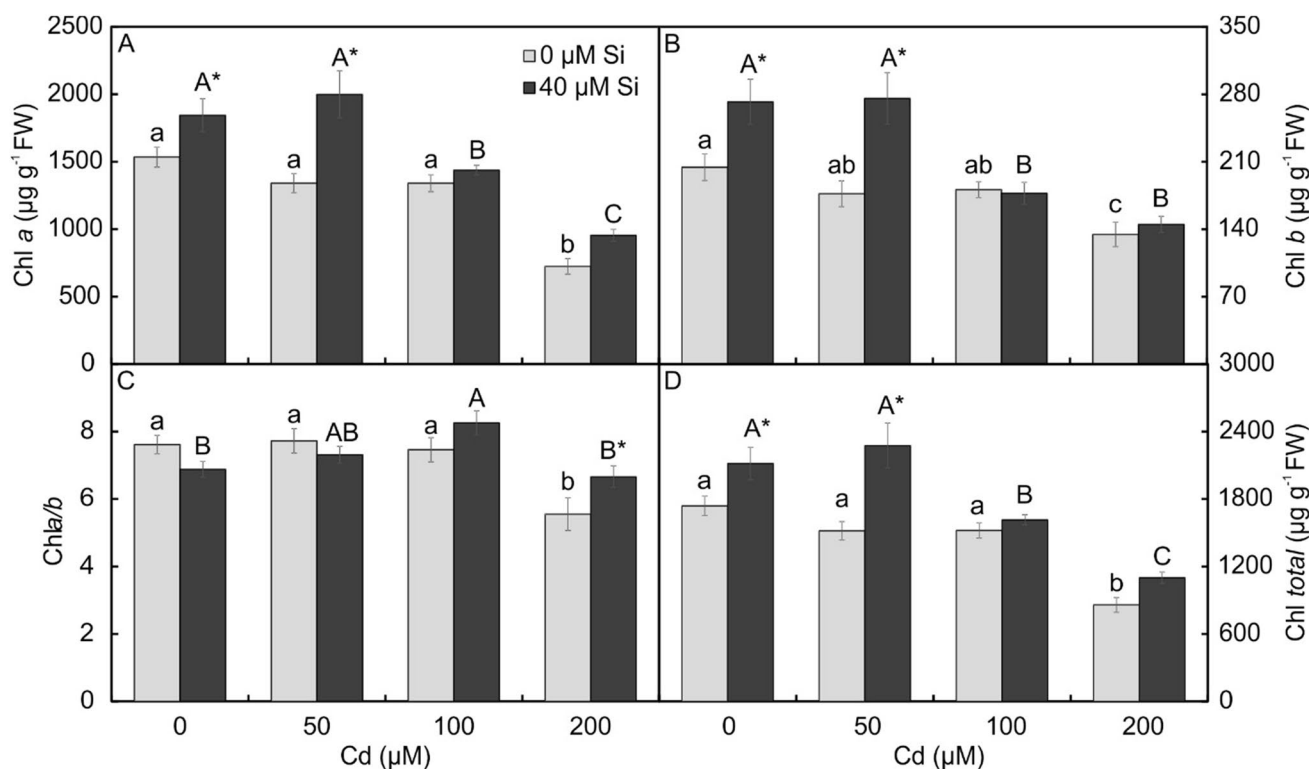 A
B
0 µM Si
40 µM Si
Chl a (µg g-1 FW)
2500
2000
1500
1000
500
0
a
A*
a
A*
a
B
b
C
a
A*
ab
A*
ab
B
c
B
350
280
210
140
70
3000
Chl b (µg g-1 FW)
C
D
Chla/b
8
6
4
2
0
a
B
a
AB
a
A
b
B*
a
A*
a
A*
a
B
b
C
2400
1800
1200
600
0
Chl total (µg g-1 FW)
0 50 100 200
0 50 100 200
Cd (µM)
Cd (µM)